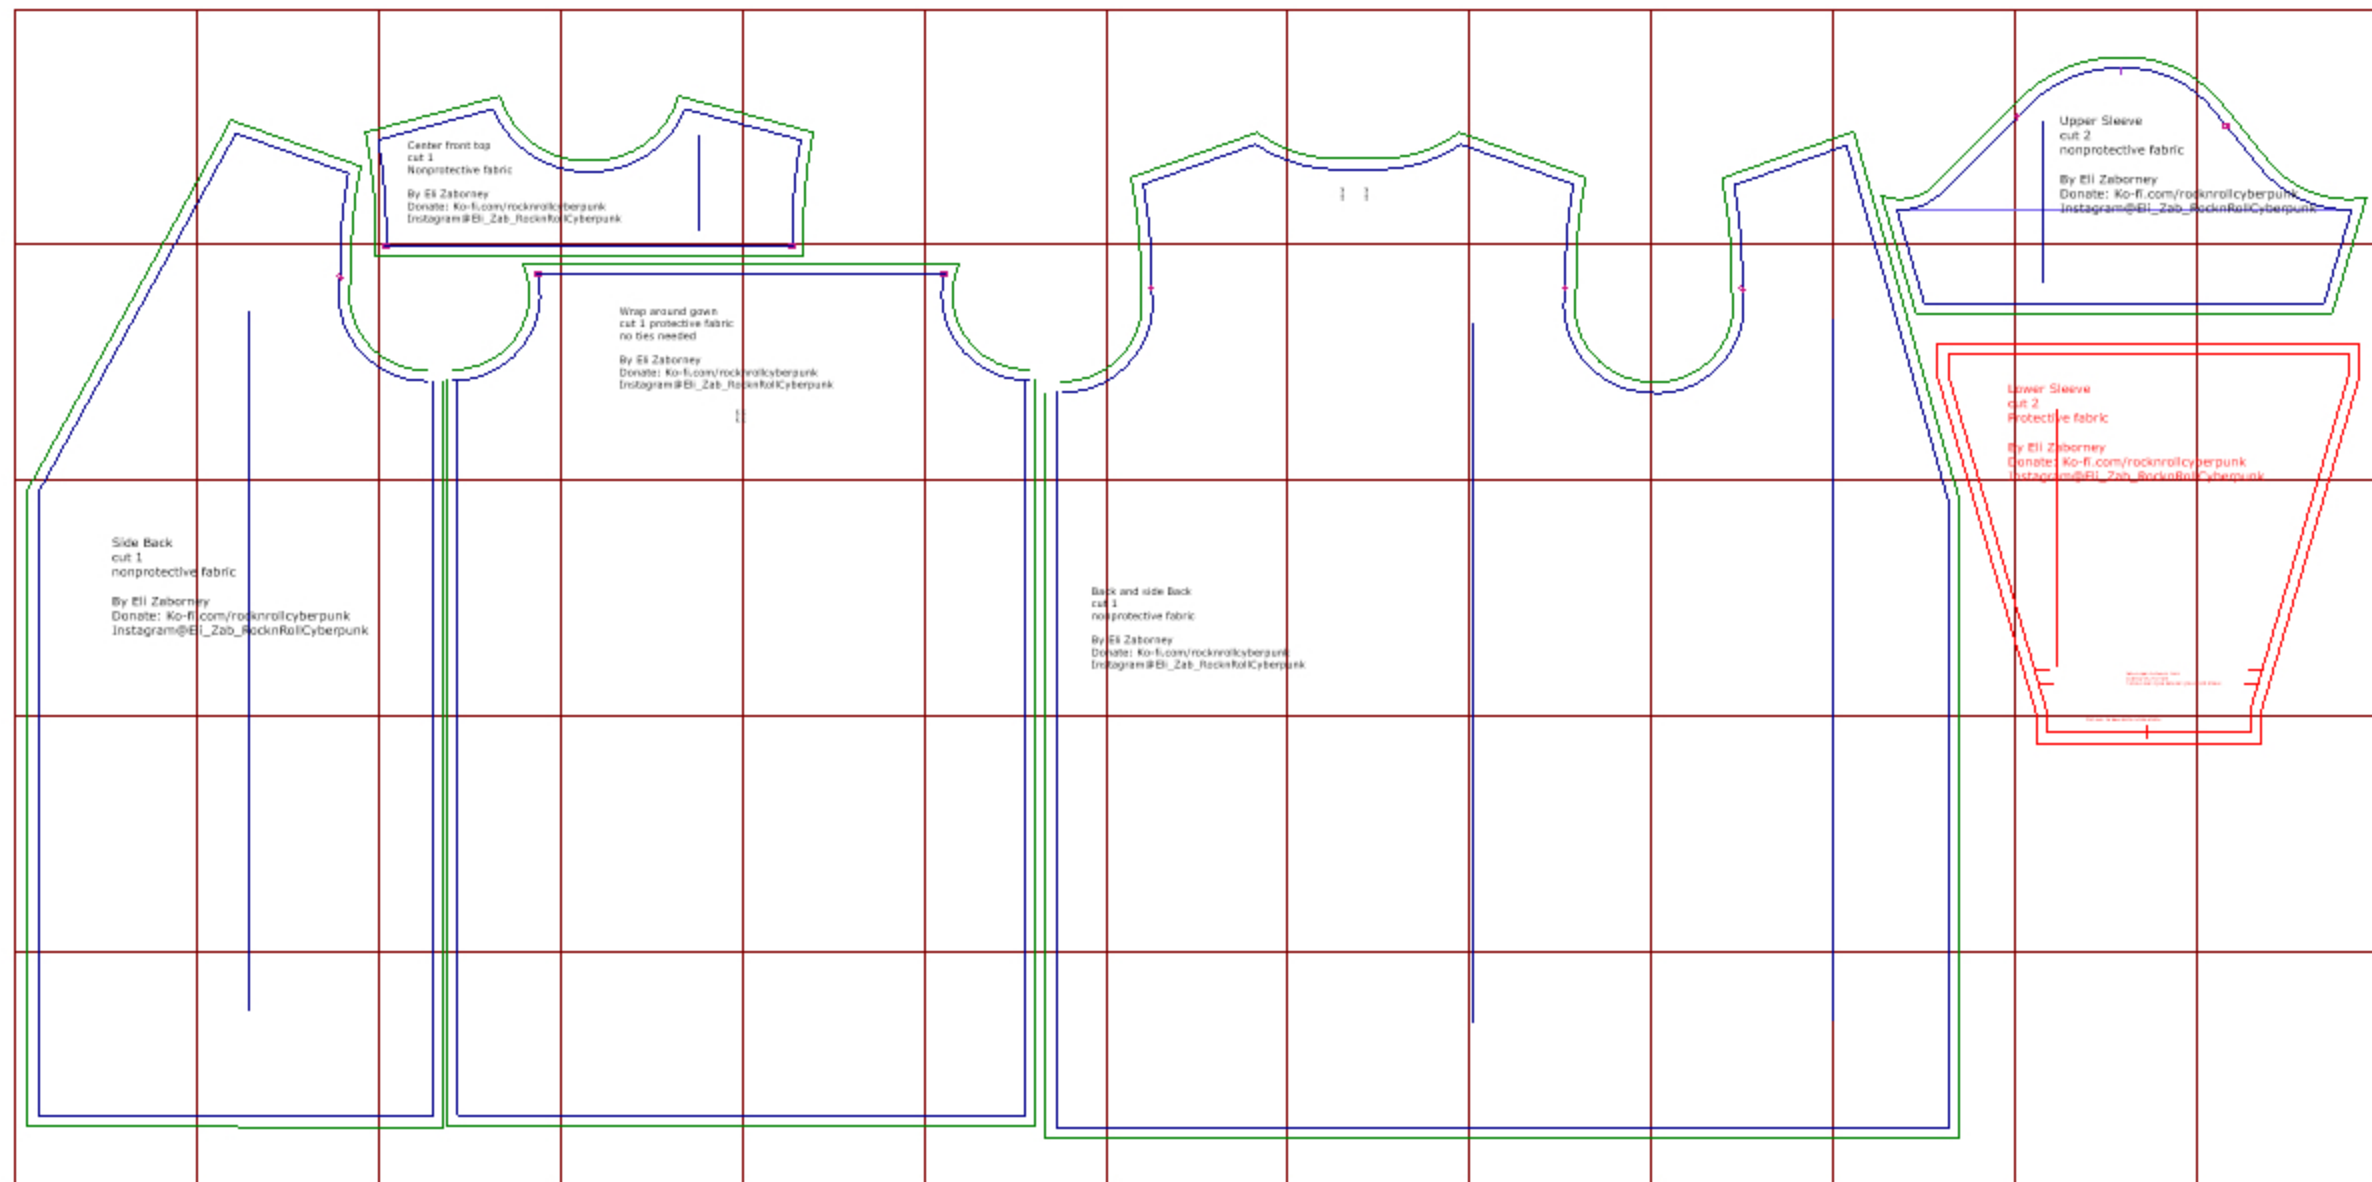 Center front top
cut 1
Nonprotective fabric
By Eli Zaborney
Donate: Ko-fi.com/rocknrollcyberpunk
Instagram@Eli_Zab_RocknRollCyberpunk
Upper Sleeve
cut 2
nonprotective fabric
By Eli Zaborney
Donate: Ko-fi.com/rocknrollcyberpunk
Instagram@Eli_Zab_RocknRollCyberpunk
Wrap around gown
cut 1 protective fabric
no ties needed
By Eli Zaborney
Donate: Ko-fi.com/rocknrollcyberpunk
Instagram@Eli_Zab_RocknRollCyberpunk
Lower Sleeve
cut 2
Protective fabric
By Eli Zaborney
Donate: Ko-fi.com/rocknrollcyberpunk
Instagram@Eli_Zab_RocknRollCyberpunk
Side Back
cut 1
nonprotective fabric
By Eli Zaborney
Donate: Ko-fi.com/rocknrollcyberpunk
Instagram@Eli_Zab_RocknRollCyberpunk
Back and side Back
cut 1
nonprotective fabric
By Eli Zaborney
Donate: Ko-fi.com/rocknrollcyberpunk
Instagram@Eli_Zab_RocknRollCyberpunk